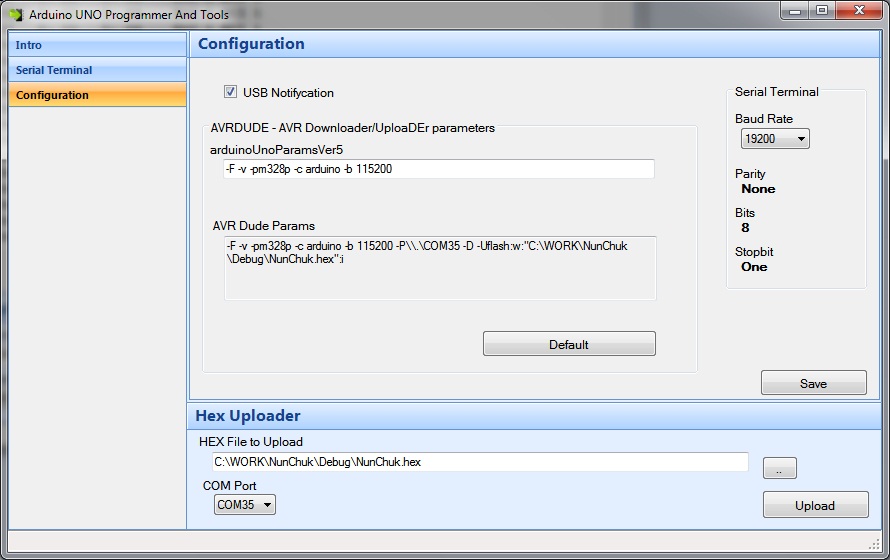 Arduino UNO Programmer And Tools
Intro
Serial Terminal
Configuration
Configuration
USB Notifycation
AVRDUDE - AVR Downloader/UploaDEr parameters
arduinoUnoParamsVer5
-F -v -pm328p -c arduino -b 115200
AVR Dude Params
-F -v -pm328p -c arduino -b 115200 -P\\.\COM35 -D -Uflash:w:"C:\WORK\NunChuk
\Debug\NunChuk.hex":i
Default
Serial Terminal
Baud Rate
19200
Parity
None
Bits
8
Stopbit
One
Save
Hex Uploader
HEX File to Upload
C:\WORK\NunChuk\Debug\NunChuk.hex
..
COM Port
COM35
Upload